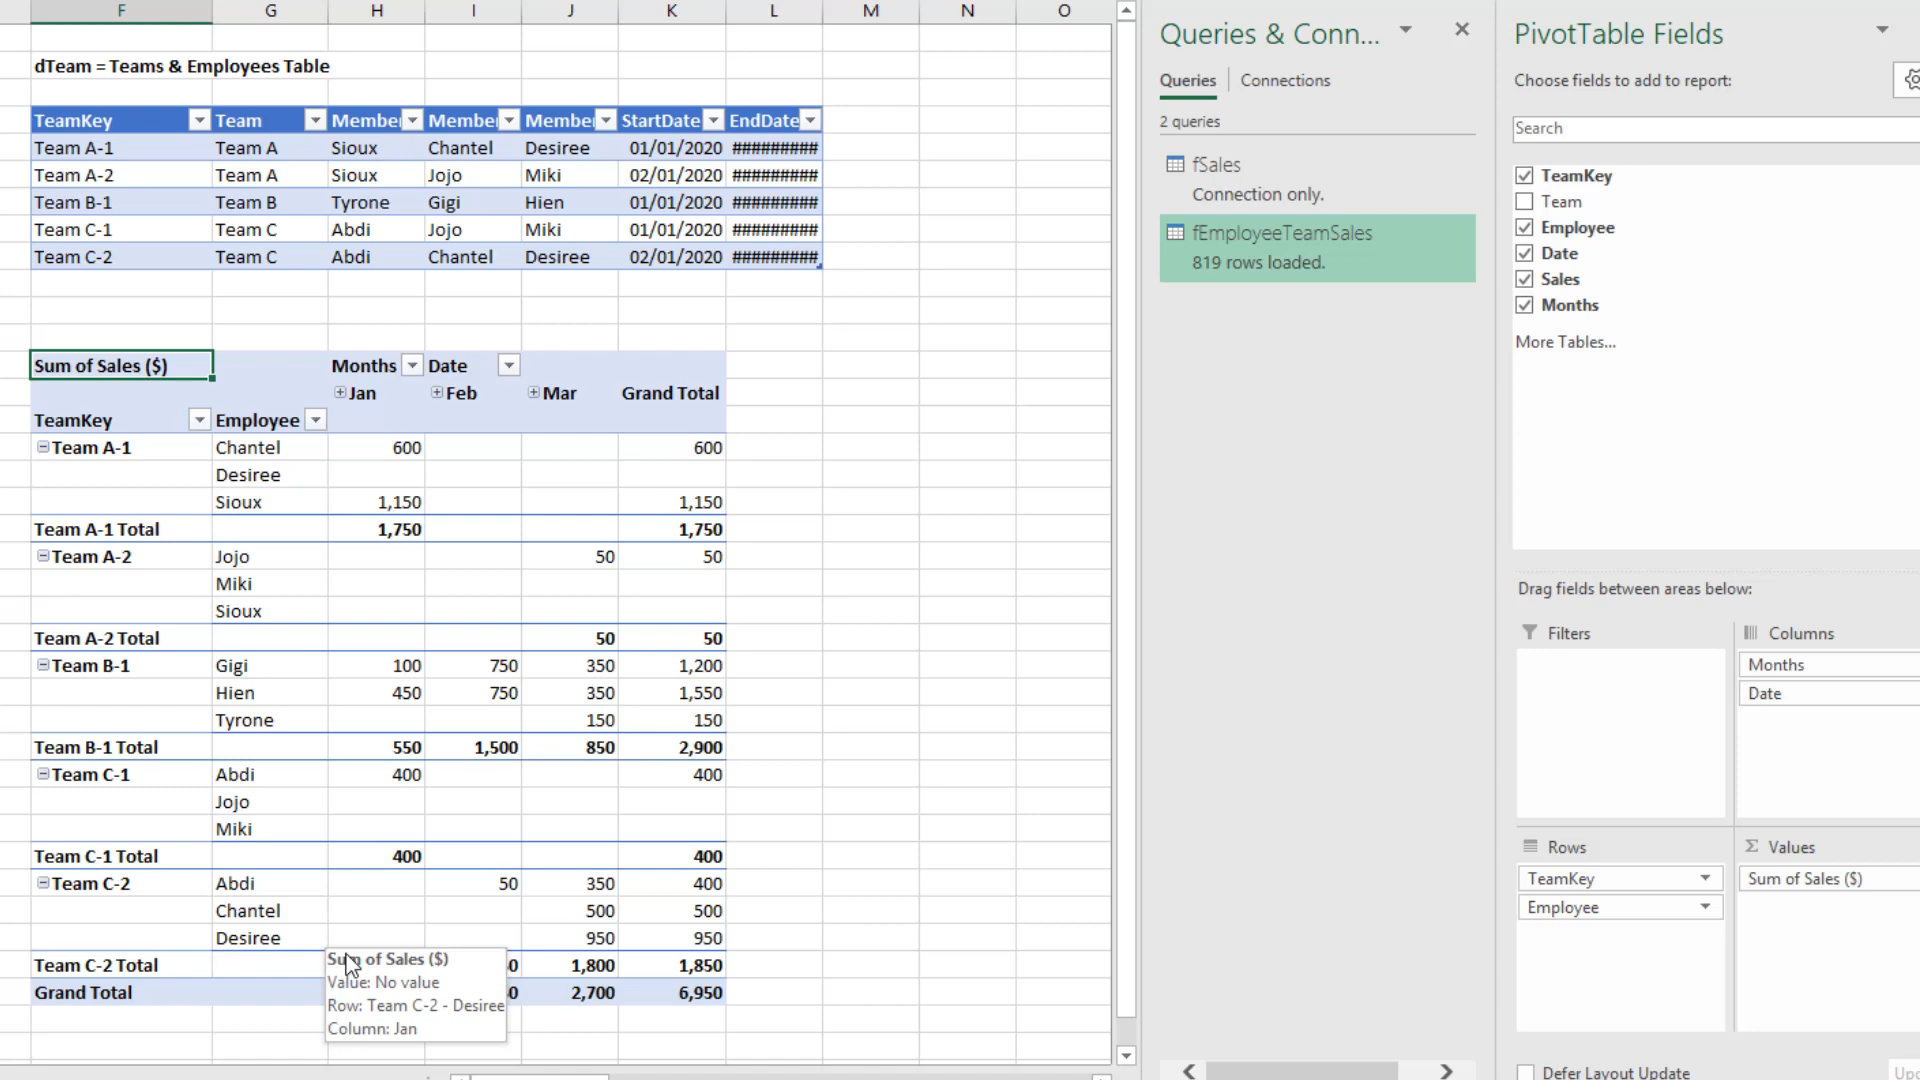 F G H I J K L M N O
dTeam = Teams & Employees Table
TeamKey Team Member Member Member StartDate EndDate
Team A-1 Team A Sioux Chantel Desiree 01/01/2020 #########
Team A-2 Team A Sioux Jojo Miki 02/01/2020 #########
Team B-1 Team B Tyrone Gigi Hien 01/01/2020 #########
Team C-1 Team C Abdi Jojo Miki 01/01/2020 #########
Team C-2 Team C Abdi Chantel Desiree 02/01/2020 #########
Sum of Sales ($) Months Date
Jan Feb Mar Grand Total
TeamKey Employee
Team A-1 Chantel 600 600
Desiree
Sioux 1,150 1,150
Team A-1 Total 1,750 1,750
Team A-2 Jojo 50 50
Miki
Sioux
Team A-2 Total 50 50
Team B-1 Gigi 100 750 350 1,200
Hien 450 750 350 1,550
Tyrone 150 150
Team B-1 Total 550 1,500 850 2,900
Team C-1 Abdi 400 400
Jojo
Miki
Team C-1 Total 400 400
Team C-2 Abdi 50 350 400
Chantel 500 500
Desiree 950 950
Team C-2 Total 0 1,800 1,850
Grand Total 0 2,700 6,950
Sum of Sales ($)
Value: No value
Row: Team C-2 - Desiree
Column: Jan
Queries & Conn...
Queries Connections
2 queries
fSales
Connection only.
fEmployeeTeamSales
819 rows loaded.
PivotTable Fields
Choose fields to add to report:
Search
TeamKey
Team
Employee
Date
Sales
Months
More Tables...
Drag fields between areas below:
Filters
Columns
Months
Date
Rows
TeamKey
Employee
Values
Sum of Sales ($)
Defer Layout Update